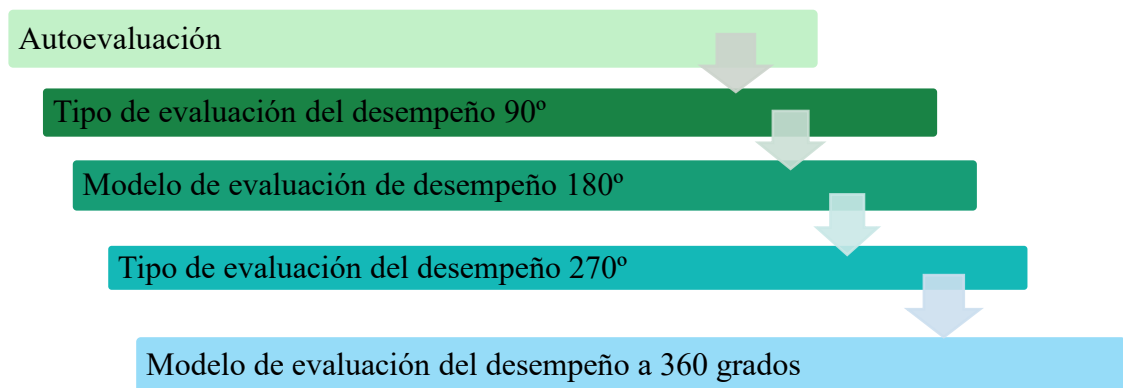 Autoevaluación
Tipo de evaluación del desempeño 90º
Modelo de evaluación de desempeño 180º
Tipo de evaluación del desempeño 270º
Modelo de evaluación del desempeño a 360 grados